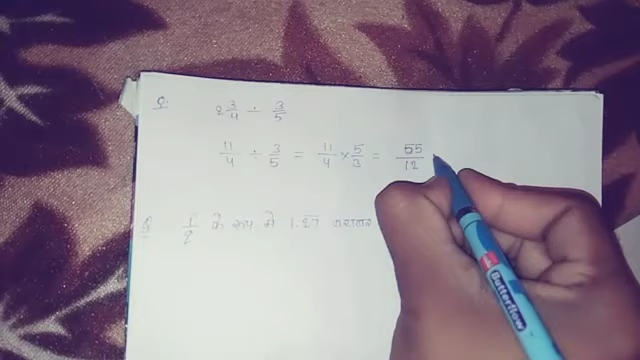 Q. 2 3/4 ÷ 3/5
11/4 ÷ 3/5 = 11/4 × 5/3 = 55/12
Q. 1/2 के रूप में 1.27 बराबर
Butterflow